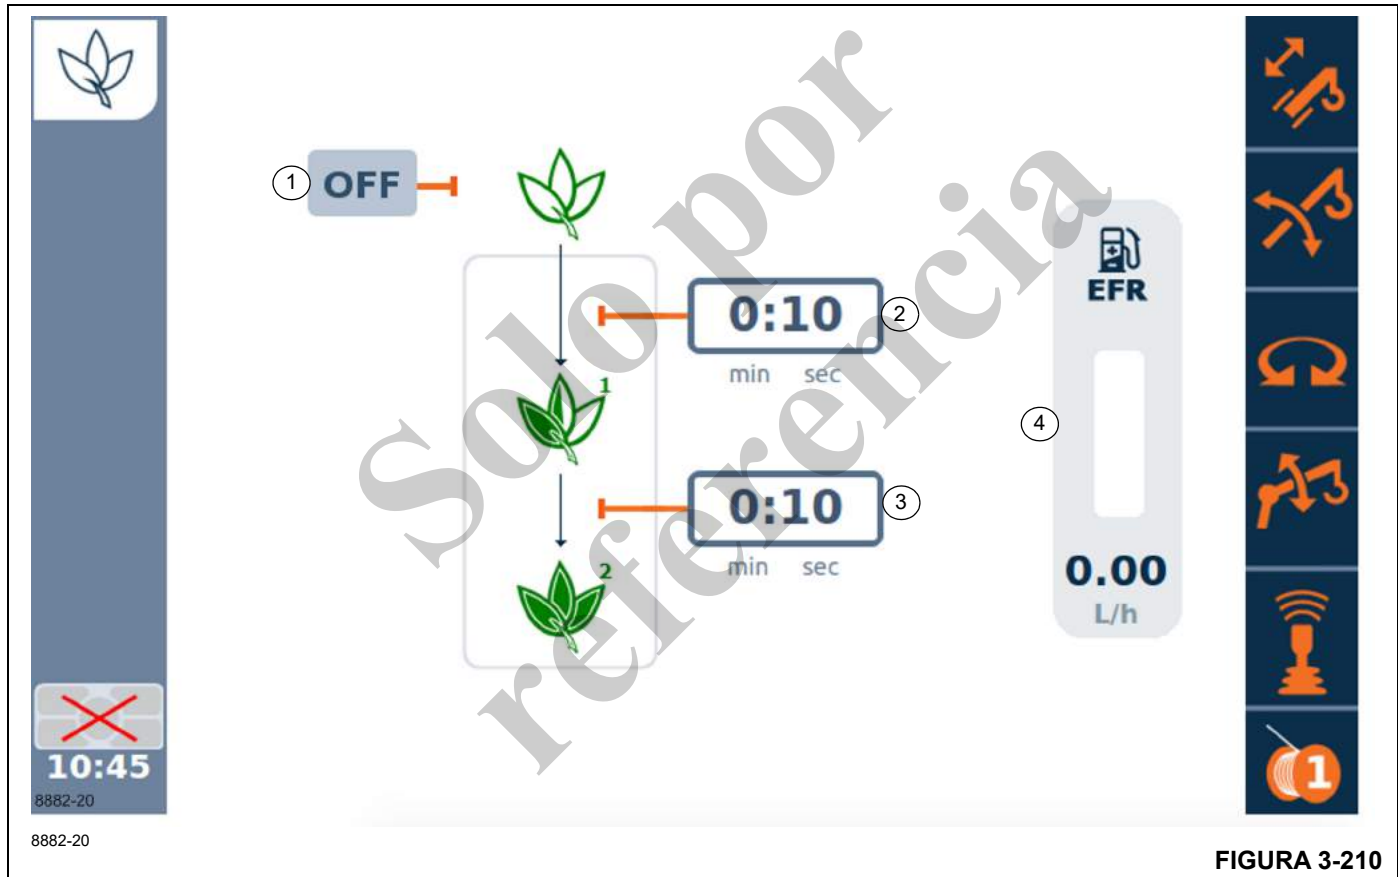 1 OFF
2 0:10
min sec
1
3 0:10
min sec
2
EFR
4
0.00
L/h
1
10:45
8882-20
8882-20
FIGURA 3-210
Solo por
referencia